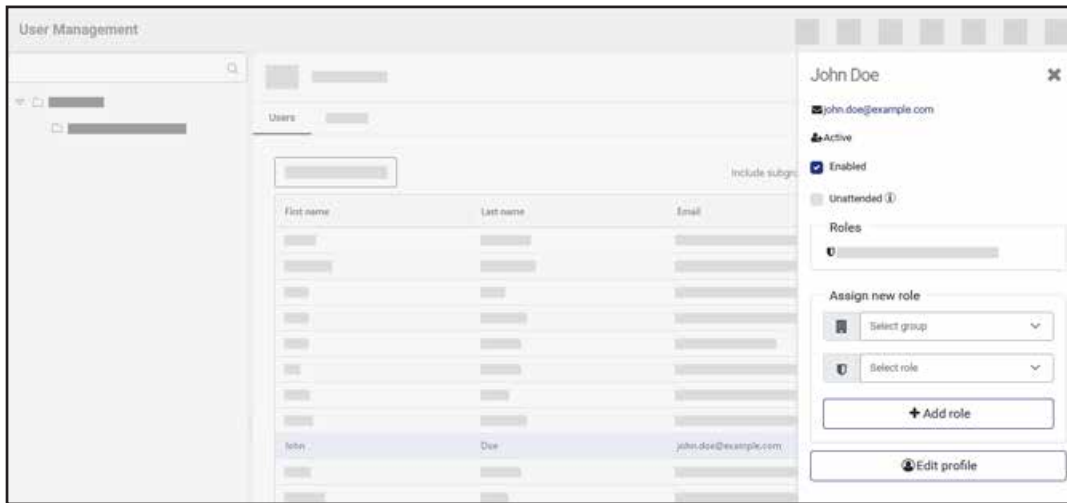 User Management
John Doe
john.doe@example.com
Users
Active
Enabled
Include subgr
Unattended
First name Last name Email
Roles
Assign new role
Select group
Select role
Add role
John Doe john.doe@example.com
Edit profile